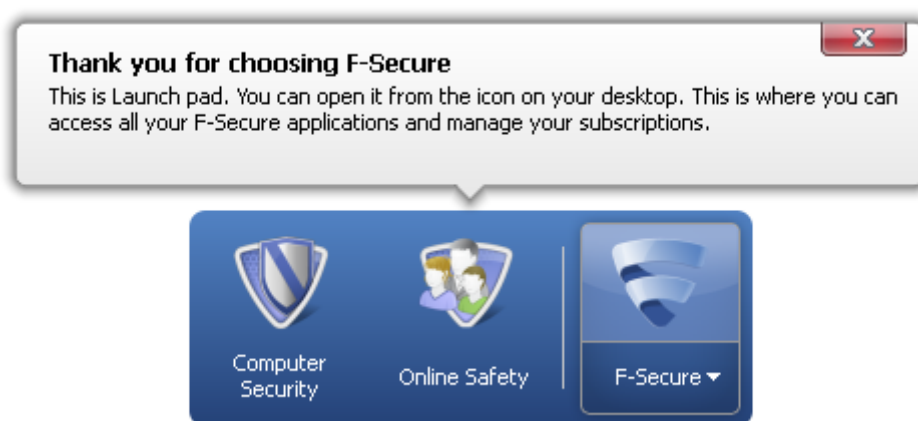 Thank you for choosing F-Secure
This is Launch pad. You can open it from the icon on your desktop. This is where you can
access all your F-Secure applications and manage your subscriptions.
Computer
Security
Online Safety
F-Secure